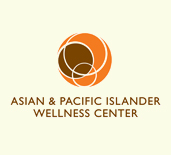 ASIAN & PACIFIC ISLANDER
WELLNESS CENTER